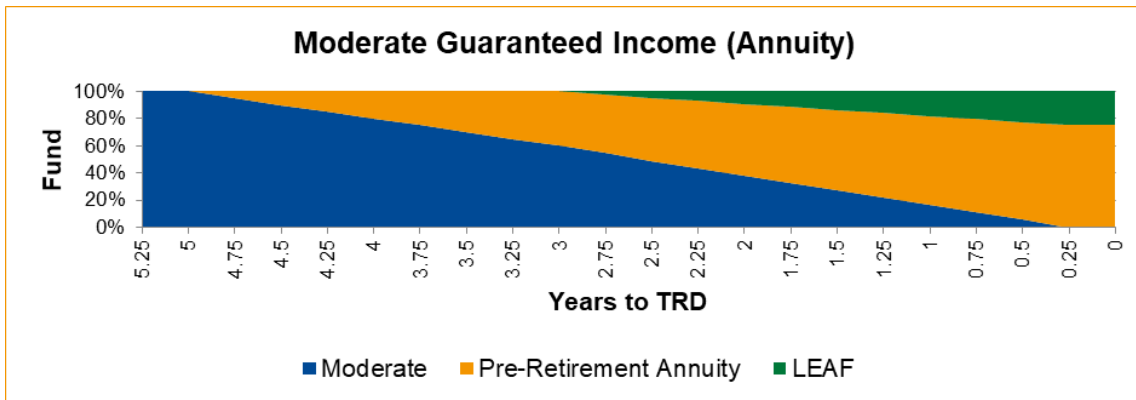 Moderate Guaranteed Income (Annuity)
Fund
100%
80%
60%
40%
20%
0%
5.25 5 4.75 4.5 4.25 4 3.75 3.5 3.25 3 2.75 2.5 2.25 2 1.75 1.5 1.25 1 0.75 0.5 0.25 0
Years to TRD
Moderate Pre-Retirement Annuity LEAF